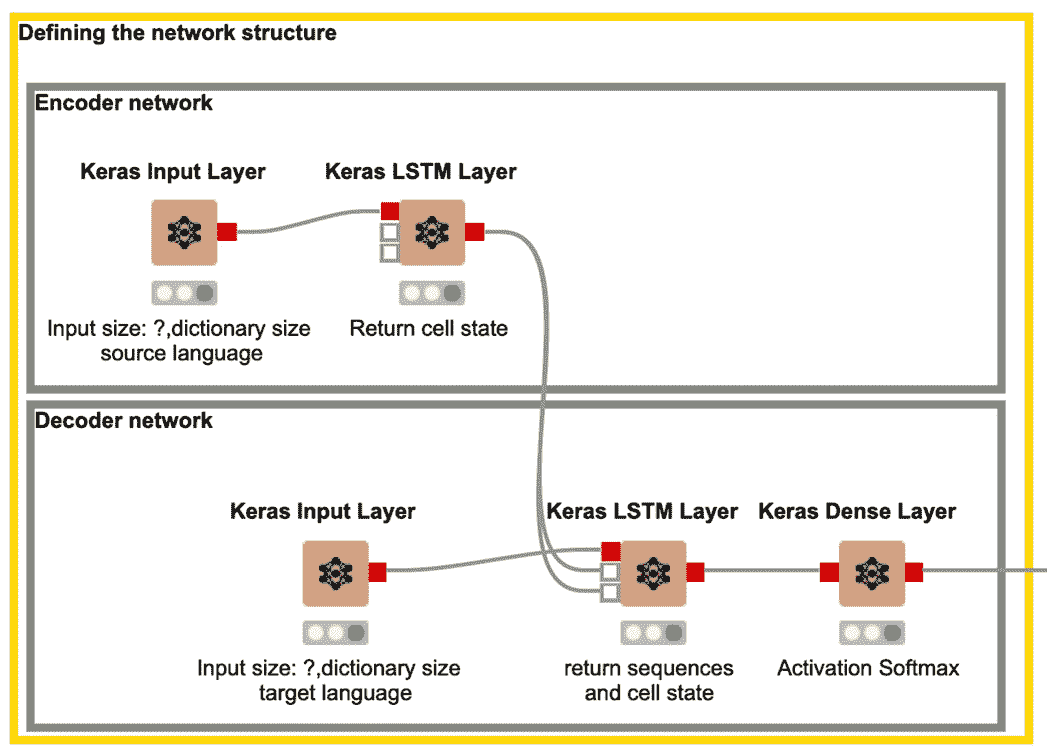 Defining the network structure
Encoder network
Keras Input Layer
Keras LSTM Layer
Input size: ?,dictionary size
source language
Return cell state
Decoder network
Keras Input Layer
Keras LSTM Layer
Keras Dense Layer
Input size: ?,dictionary size
target language
return sequences
and cell state
Activation Softmax